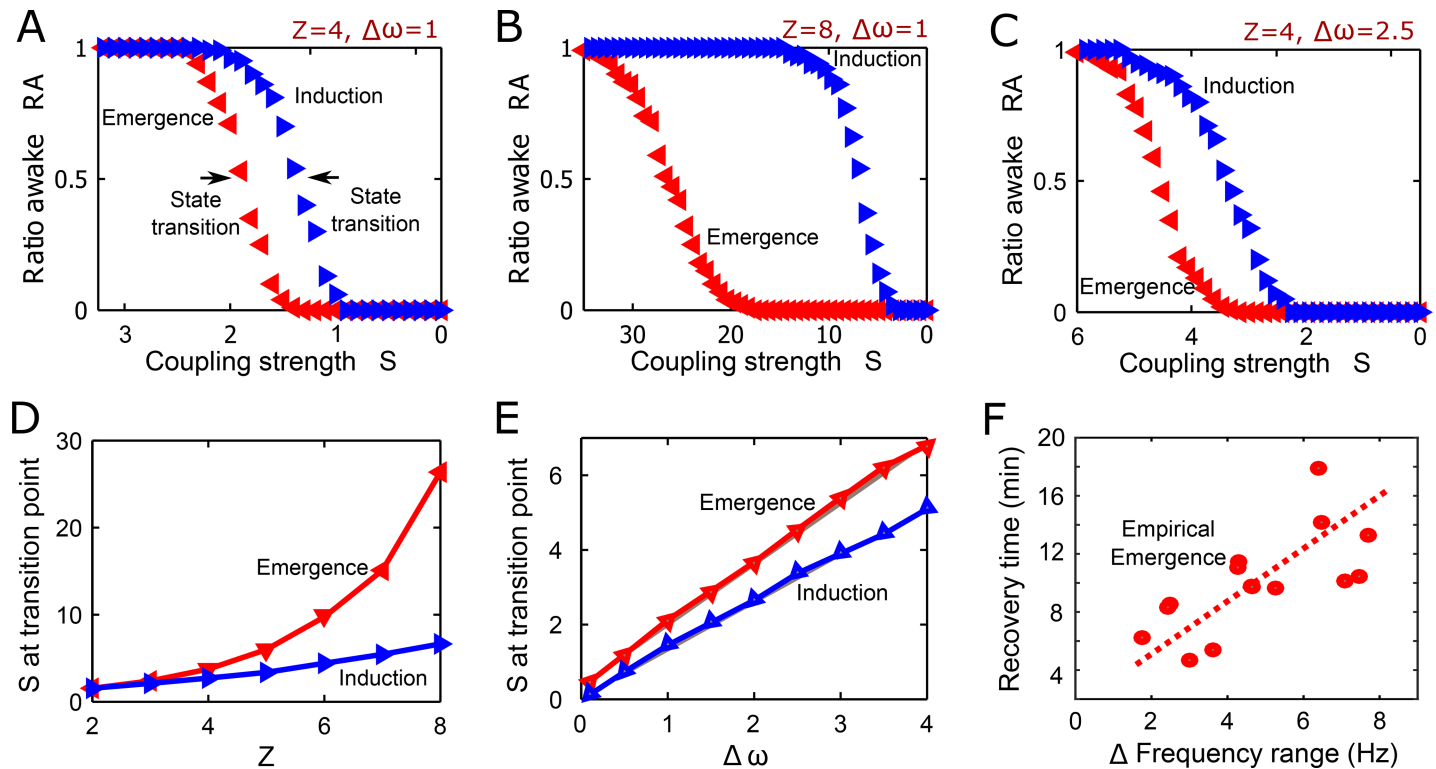 A
Z=4, Δω=1
Ratio awake RA
1
0.5
0
Emergence
Induction
State
transition
State
transition
3
2
1
0
Coupling strength S
B
Z=8, Δω=1
Ratio awake RA
1
0.5
0
Induction
Emergence
30
20
10
0
Coupling strength S
C
Z=4, Δω=2.5
Ratio awake RA
1
0.5
0
Induction
Emergence
6
4
2
0
Coupling strength S
D
S at transition point
30
20
10
0
Emergence
Induction
2
4
6
8
Z
E
S at transition point
6
4
2
0
Emergence
Induction
0
1
2
3
4
Δω
F
Recovery time (min)
20
16
12
8
4
Empirical
Emergence
0
2
4
6
8
Δ Frequency range (Hz)